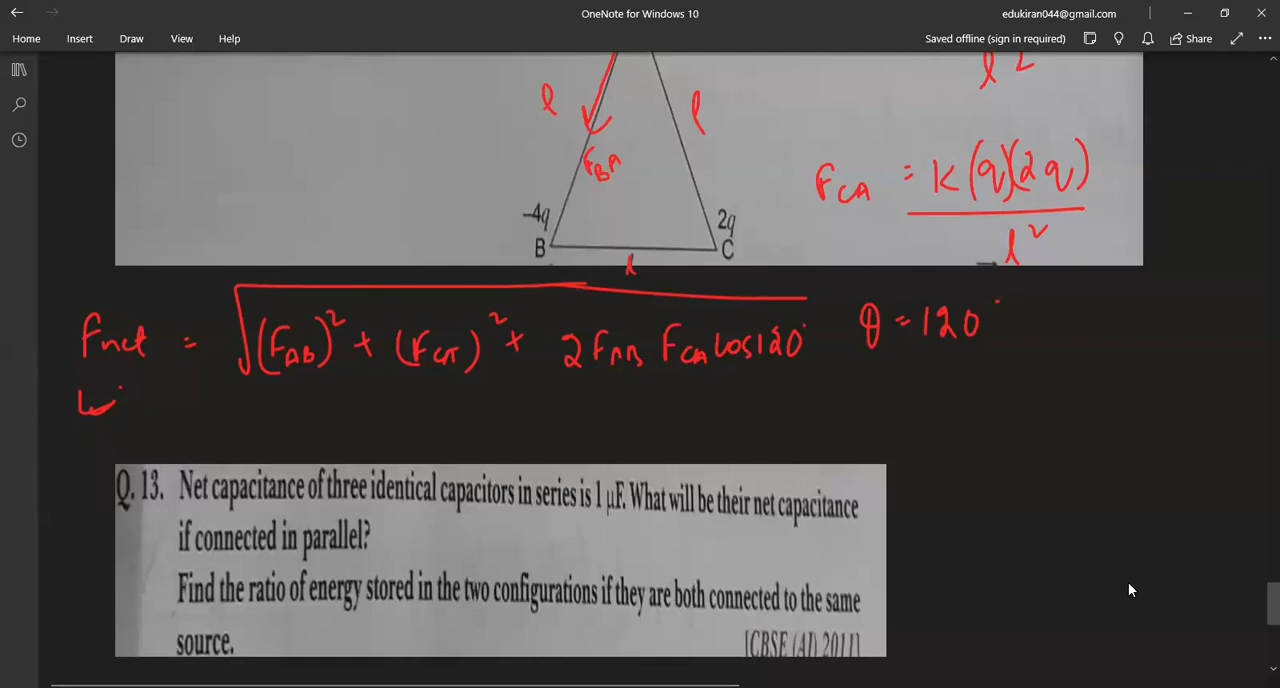 OneNote for Windows 10
edukiran044@gmail.com
Home Insert Draw View Help
Saved offline (sign in required)
Share
l
l
l²
F_BA
F_CA = K(q)(2q)
l²
-4q
2q
B
C
l
Fnet = √(F_AB)² + (F_CA)² + 2F_AB F_CA cos120° θ = 120°
Q. 13. Net capacitance of three identical capacitors in series is 1 μF. What will be their net capacitance
if connected in parallel?
Find the ratio of energy stored in the two configurations if they are both connected to the same
source.
[CBSE (AI) 2011]